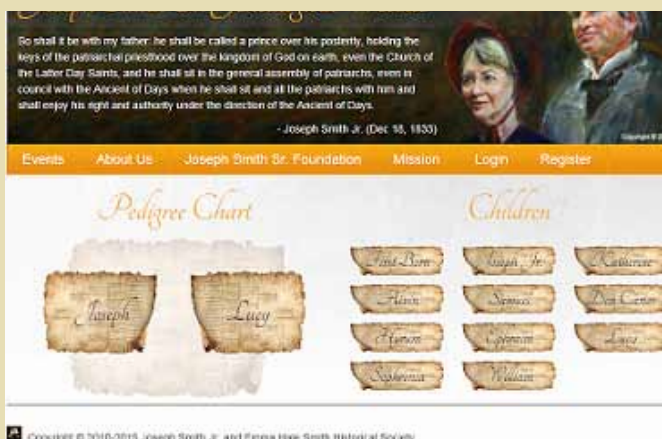 So shall it be with my father: he shall be called a prince over his posterity, holding the
keys of the patriarchal priesthood over the kingdom of God on earth, even the Church of
the Latter Day Saints, and he shall sit in the general assembly of patriarchs, even in
council with the Ancient of Days when he shall sit and all the patriarchs with him and
shall enjoy his right and authority under the direction of the Ancient of Days.
- Joseph Smith Jr. (Dec 18, 1833)
Copyright ©
Events About Us Joseph Smith Sr. Foundation Mission Login Register
Pedigree Chart Children
First Born Joseph Jr. Katherine
Joseph Lucy
Alvin Samuel Don Carlos
Hyrum Ephraim Lucy
Sophronia William
Copyright © 2010-2015 Joseph Smith Jr. and Emma Hale Smith Historical Society